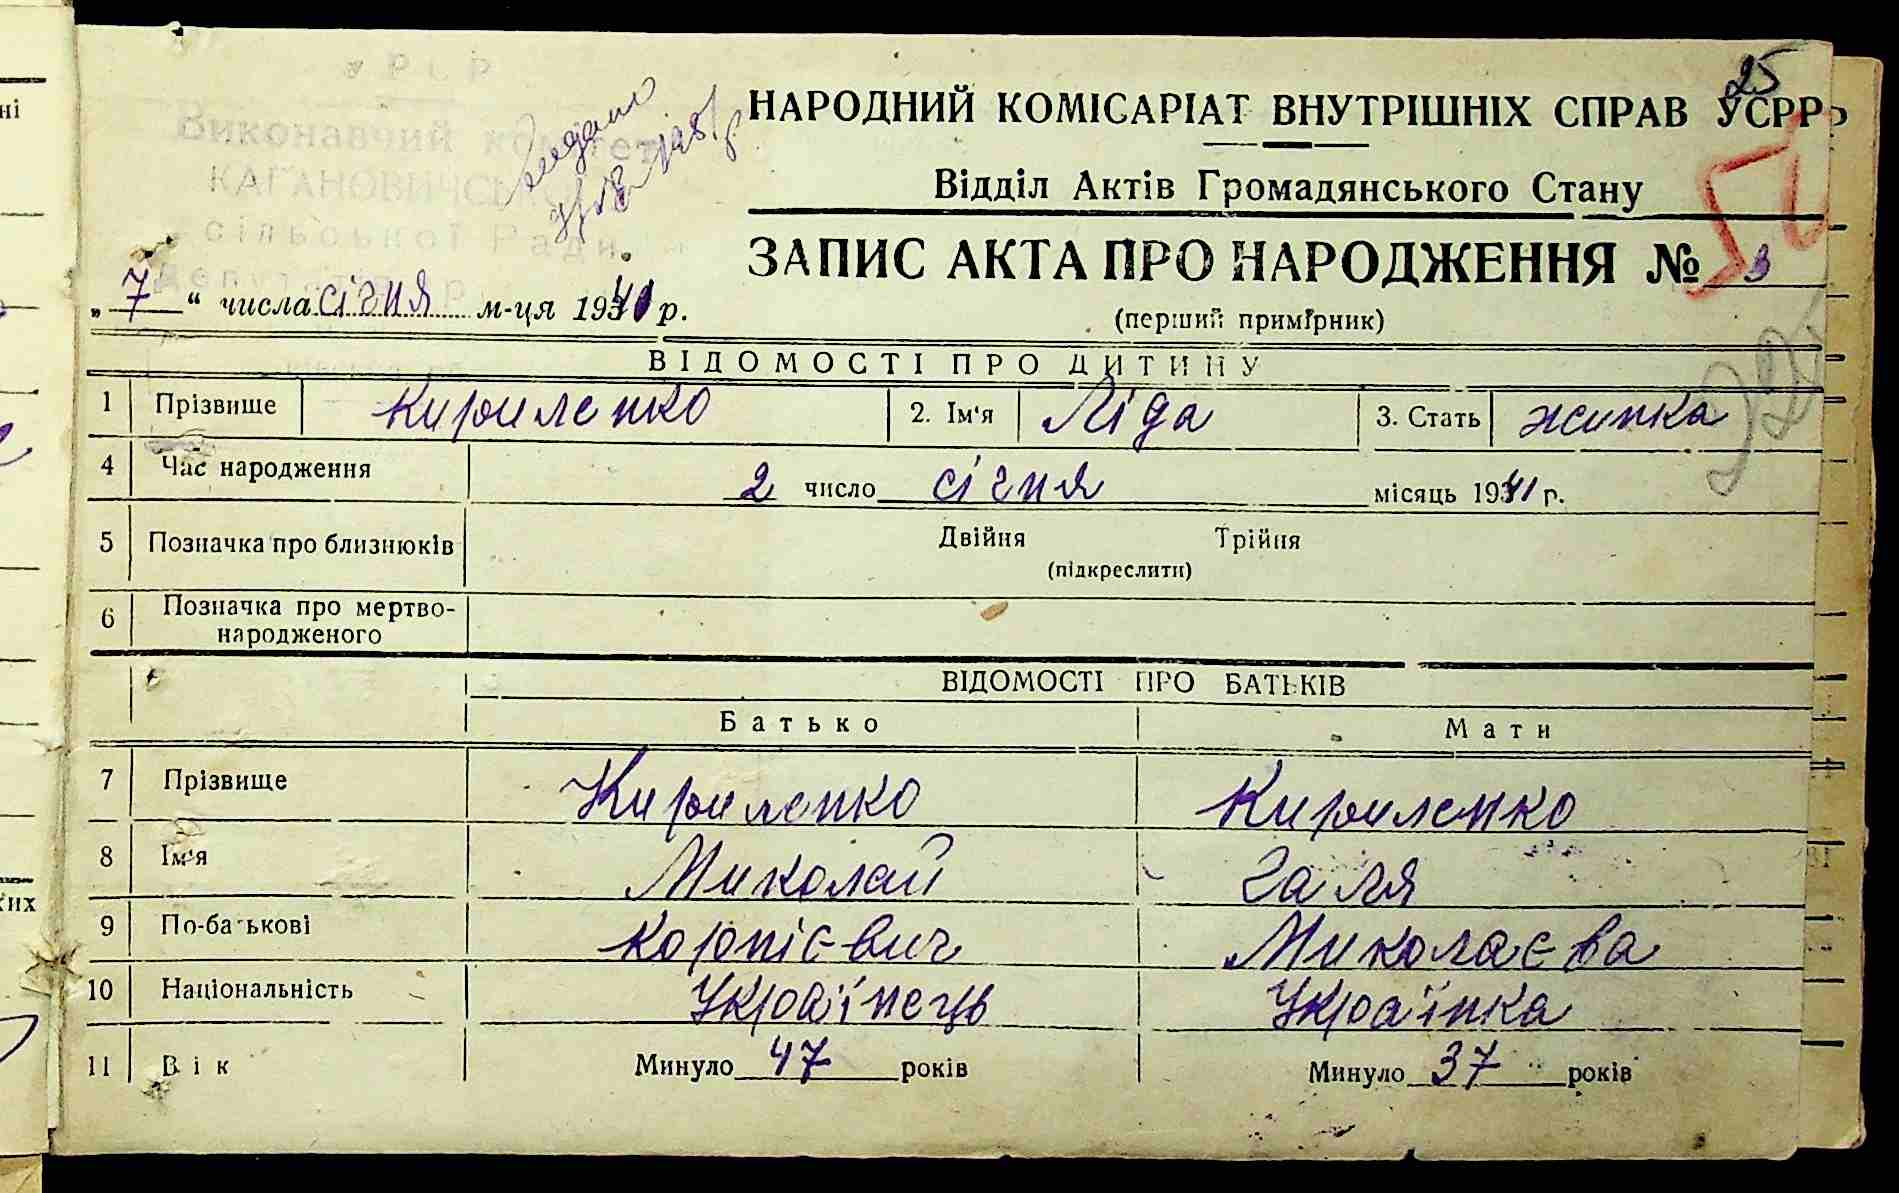 25
УРСР
Виконавчий комітет
КАГАНОВИЧСЬКОЇ
сільської Ради
Депутатів
НАРОДНИЙ КОМІСАРІАТ ВНУТРІШНІХ СПРАВ УСРР
Відділ Актів Громадянського Стану
ЗАПИС АКТА ПРО НАРОДЖЕННЯ № 3
„ 7 “ числа січня м-ця 1941 р.
(перший примірник)
ВІДОМОСТІ ПРО ДИТИНУ
1 Прізвище Кириленко 2. Ім'я Ліда 3. Стать жинка
4 Час народження 2 число січня місяць 1941 р.
5 Позначка про близнюків Двійня Трійня
(підкреслити)
6 Позначка про мертво-
народженого
ВІДОМОСТІ ПРО БАТЬКІВ
Батько Мати
7 Прізвище Кириленко Кириленко
8 Ім'я Миколай Галя
9 По-батькові Корнієвич Миколаєва
10 Національність Українець Українка
11 Вік Минуло 47 років Минуло 37 років